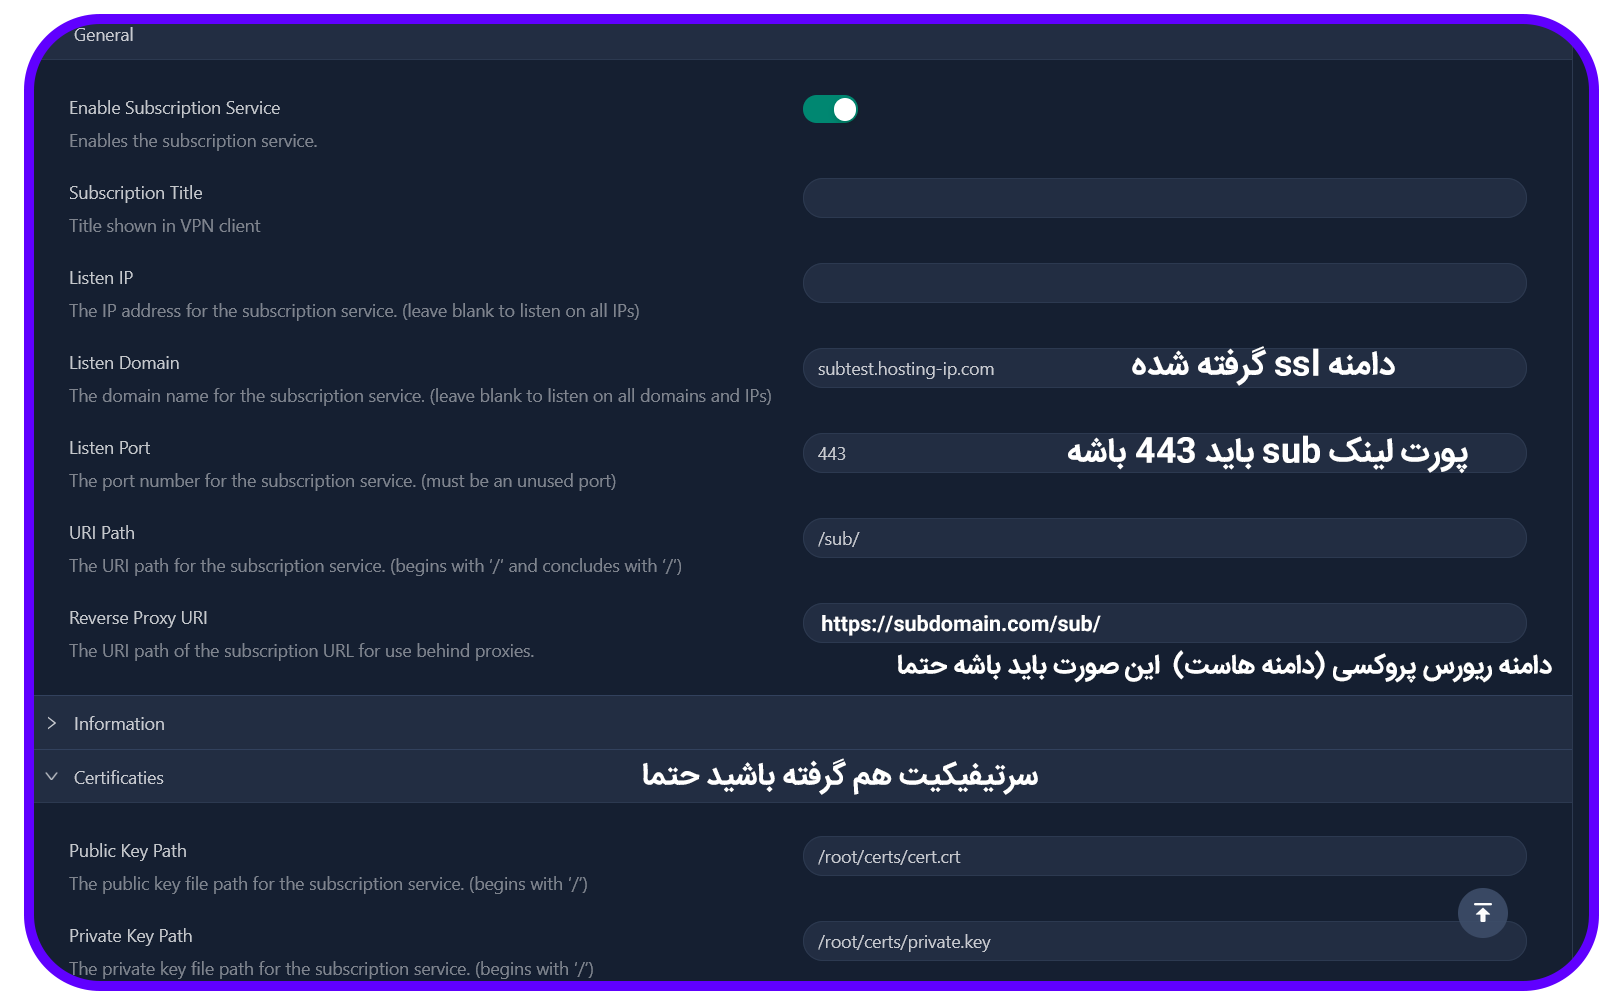 General
Enable Subscription Service
Enables the subscription service.
Subscription Title
Title shown in VPN client
Listen IP
The IP address for the subscription service. (leave blank to listen on all IPs)
Listen Domain
subtest.hosting-ip.com
دامنه ssl گرفته شده
The domain name for the subscription service. (leave blank to listen on all domains and IPs)
Listen Port
443
پورت لینک sub باید 443 باشه
The port number for the subscription service. (must be an unused port)
URI Path
/sub/
The URI path for the subscription service. (begins with '/' and concludes with '/')
Reverse Proxy URI
https://subdomain.com/sub/
The URI path of the subscription URL for use behind proxies.
دامنه ریورس پروکسی (دامنه هاست) این صورت باید باشه حتما
Information
Certificaties
سرتیفیکیت هم گرفته باشید حتما
Public Key Path
/root/certs/cert.crt
The public key file path for the subscription service. (begins with '/')
Private Key Path
/root/certs/private.key
The private key file path for the subscription service. (begins with '/')